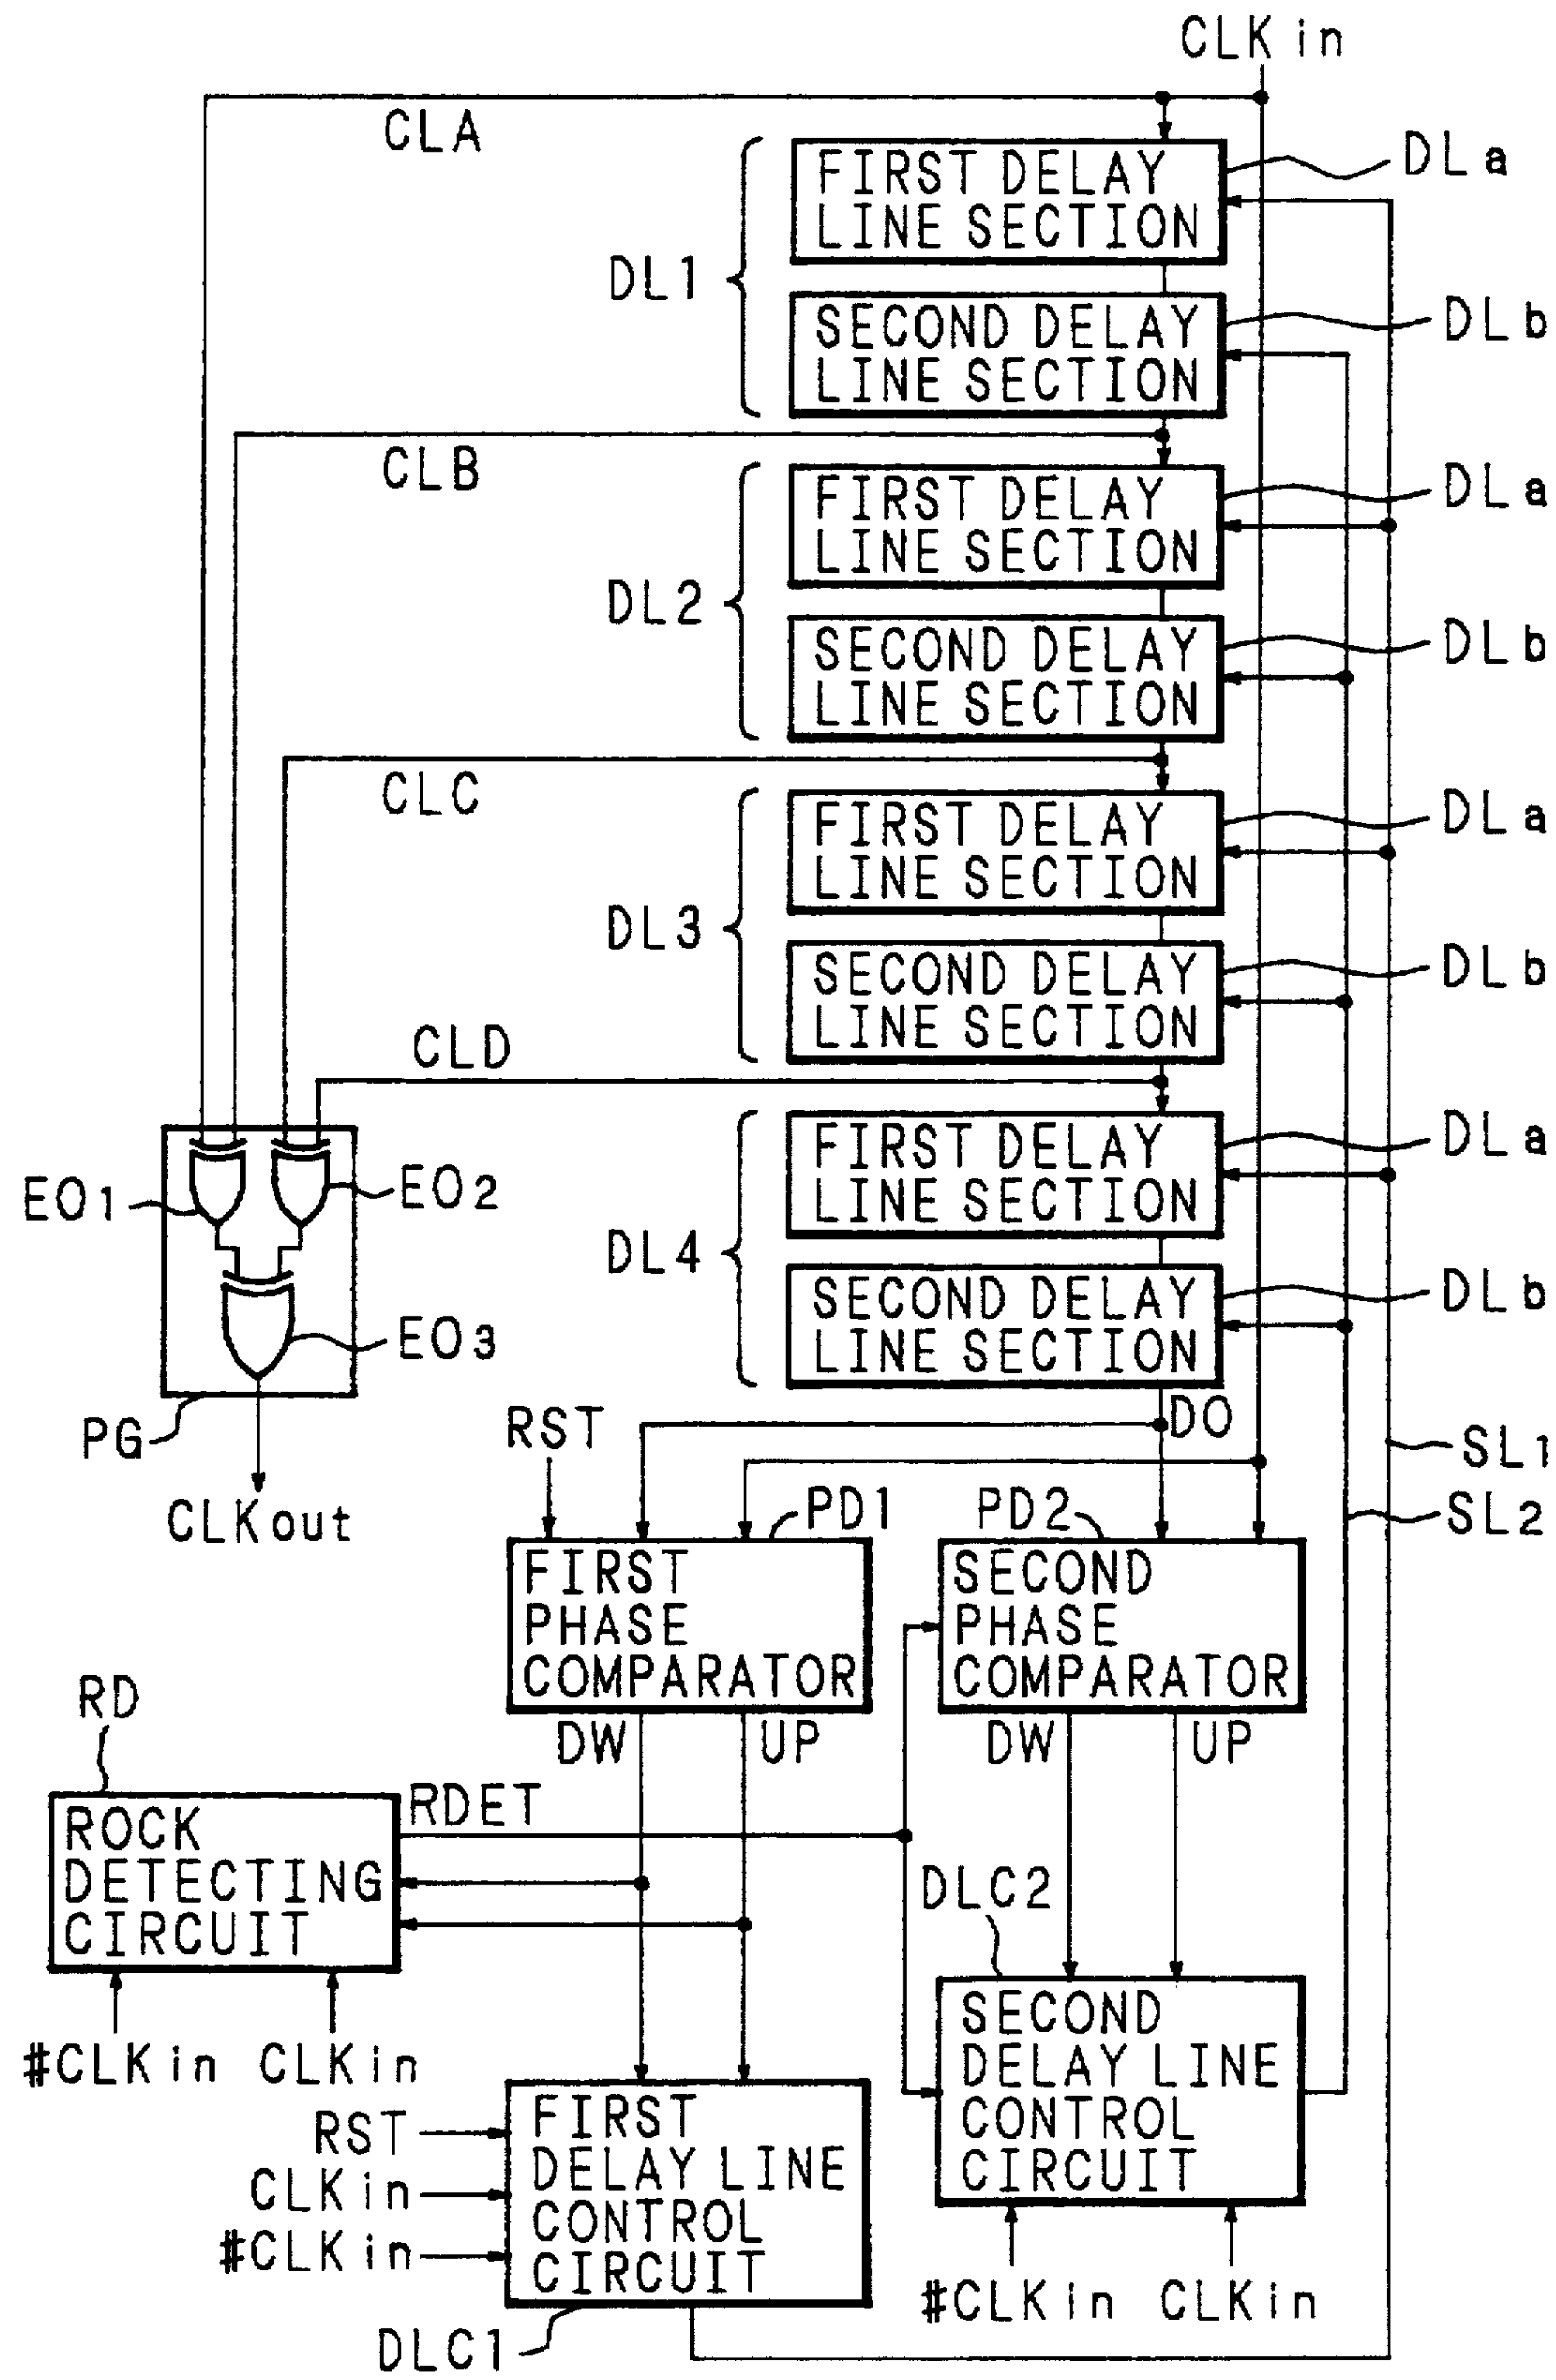 CLK in
CLA
FIRST DELAY
LINE SECTION
DLa
DL1
SECOND DELAY
LINE SECTION
DLb
CLB
FIRST DELAY
LINE SECTION
DLa
DL2
SECOND DELAY
LINE SECTION
DLb
CLC
FIRST DELAY
LINE SECTION
DLa
DL3
SECOND DELAY
LINE SECTION
DLb
CLD
FIRST DELAY
LINE SECTION
DLa
EO1
EO2
DL4
SECOND DELAY
LINE SECTION
DLb
EO3
PG
CLKout
RST
DO
SL1
SL2
PD1
PD2
FIRST
PHASE
COMPARATOR
SECOND
PHASE
COMPARATOR
RD
DW
UP
DW
UP
RDET
ROCK
DETECTING
CIRCUIT
DLC2
#CLKin
CLKin
SECOND
DELAY LINE
CONTROL
CIRCUIT
RST
CLKin
#CLKin
FIRST
DELAY LINE
CONTROL
CIRCUIT
#CLKin
CLKin
DLC1